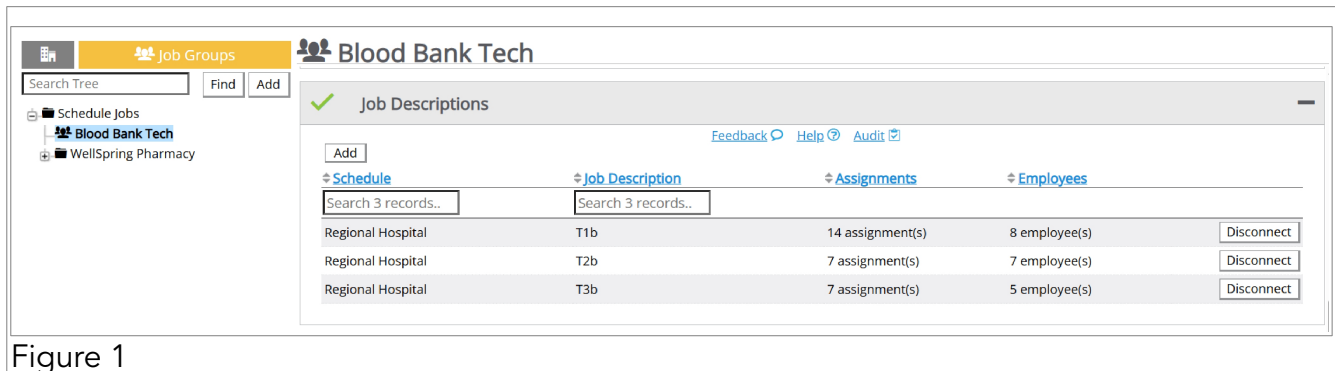 Job Groups
Blood Bank Tech
Search Tree Find Add
Schedule Jobs
Blood Bank Tech
WellSpring Pharmacy
Job Descriptions
Feedback Help Audit
Add
Schedule Job Description Assignments Employees
Search 3 records.. Search 3 records..
Regional Hospital T1b 14 assignment(s) 8 employee(s) Disconnect
Regional Hospital T2b 7 assignment(s) 7 employee(s) Disconnect
Regional Hospital T3b 7 assignment(s) 5 employee(s) Disconnect
Figure 1